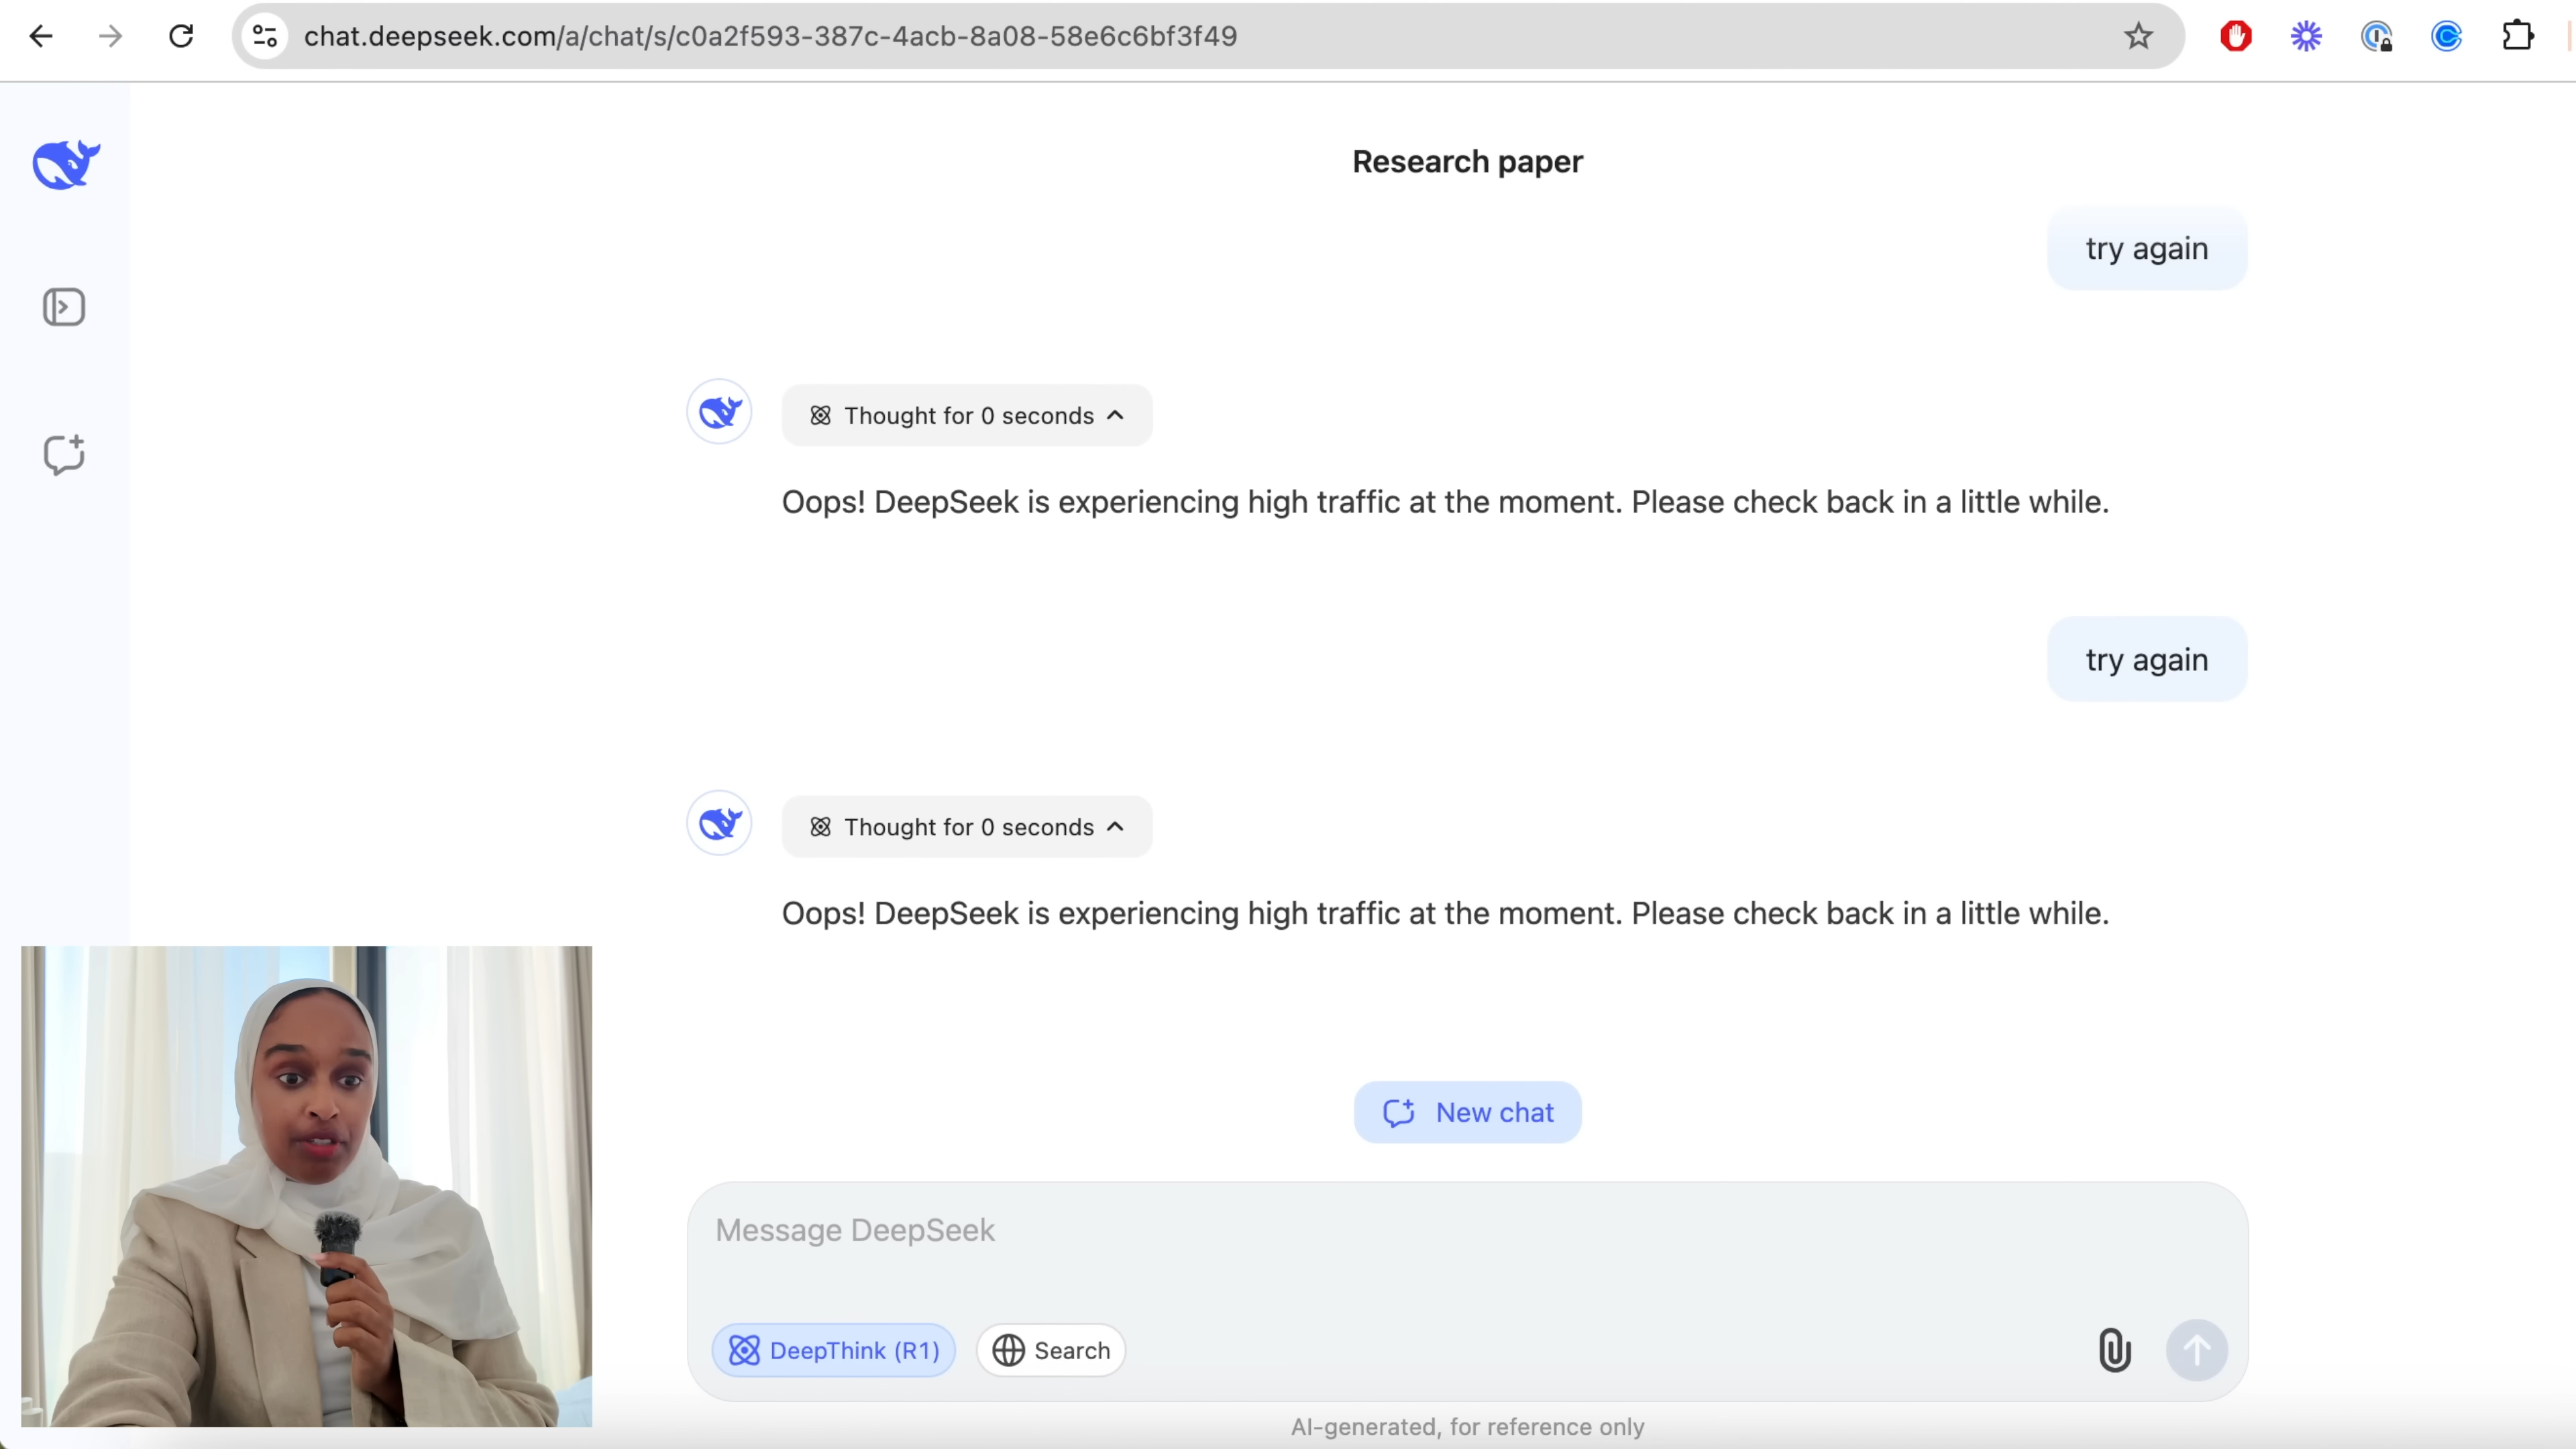 chat.deepseek.com/a/chat/s/c0a2f593-387c-4acb-8a08-58e6c6bf3f49
Research paper
try again
Thought for 0 seconds
Oops! DeepSeek is experiencing high traffic at the moment. Please check back in a little while.
try again
Thought for 0 seconds
Oops! DeepSeek is experiencing high traffic at the moment. Please check back in a little while.
New chat
Message DeepSeek
DeepThink (R1)
Search
AI-generated, for reference only